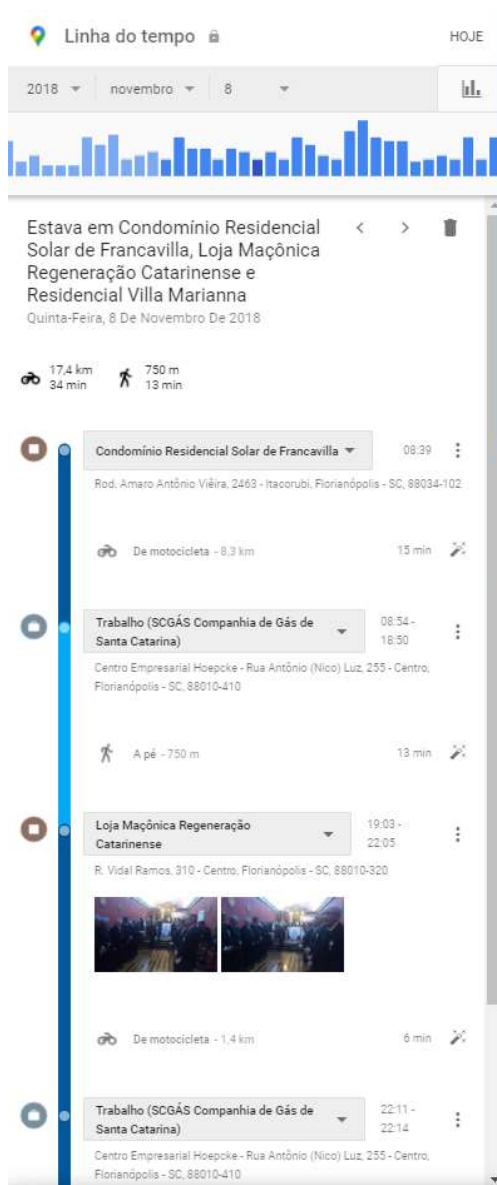 Linha do tempo
HOJE
2018
novembro
8
Estava em Condomínio Residencial
Solar de Francavilla, Loja Maçônica
Regeneração Catarinense e
Residencial Villa Marianna
Quinta-Feira, 8 De Novembro De 2018
17,4 km
34 min
750 m
13 min
Condomínio Residencial Solar de Francavilla
08:39
Rod. Amaro Antônio Viêira, 2463 - Itacorubi, Florianópolis - SC, 88034-102
De motocicleta - 8,3 km
15 min
Trabalho (SCGÁS Companhia de Gás de
Santa Catarina)
08:54 -
18:50
Centro Empresarial Hoepcke - Rua Antônio (Nico) Luz, 255 - Centro,
Florianópolis - SC, 88010-410
A pé - 750 m
13 min
Loja Maçônica Regeneração
Catarinense
19:03 -
22:05
R. Vidal Ramos, 310 - Centro, Florianópolis - SC, 88010-320
De motocicleta - 1,4 km
6 min
Trabalho (SCGÁS Companhia de Gás de
Santa Catarina)
22:11 -
22:14
Centro Empresarial Hoepcke - Rua Antônio (Nico) Luz, 255 - Centro,
Florianópolis - SC, 88010-410